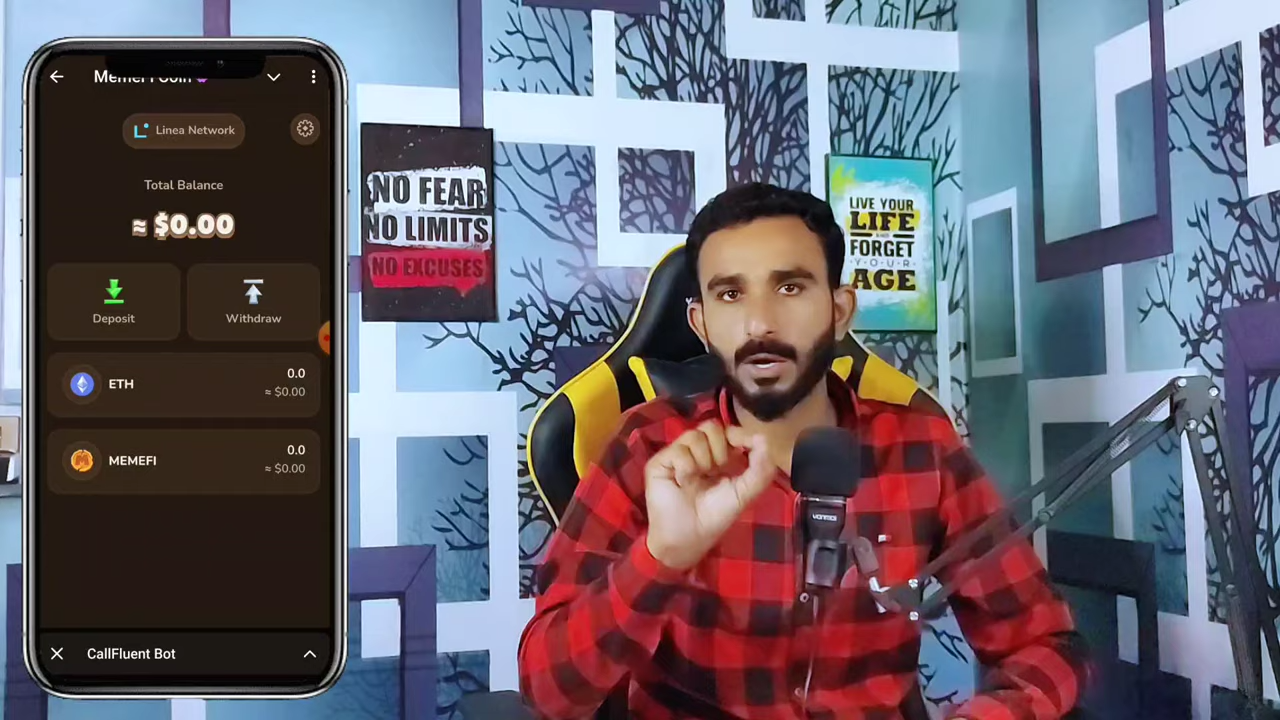 Linea Network
Total Balance
≈ $0.00
Deposit
Withdraw
ETH
0.0
≈ $0.00
MEMEFI
0.0
≈ $0.00
CallFluent Bot
NO FEAR
NO LIMITS
NO EXCUSES
LIVE YOUR
LIFE
AND
FORGET
YOUR
AGE